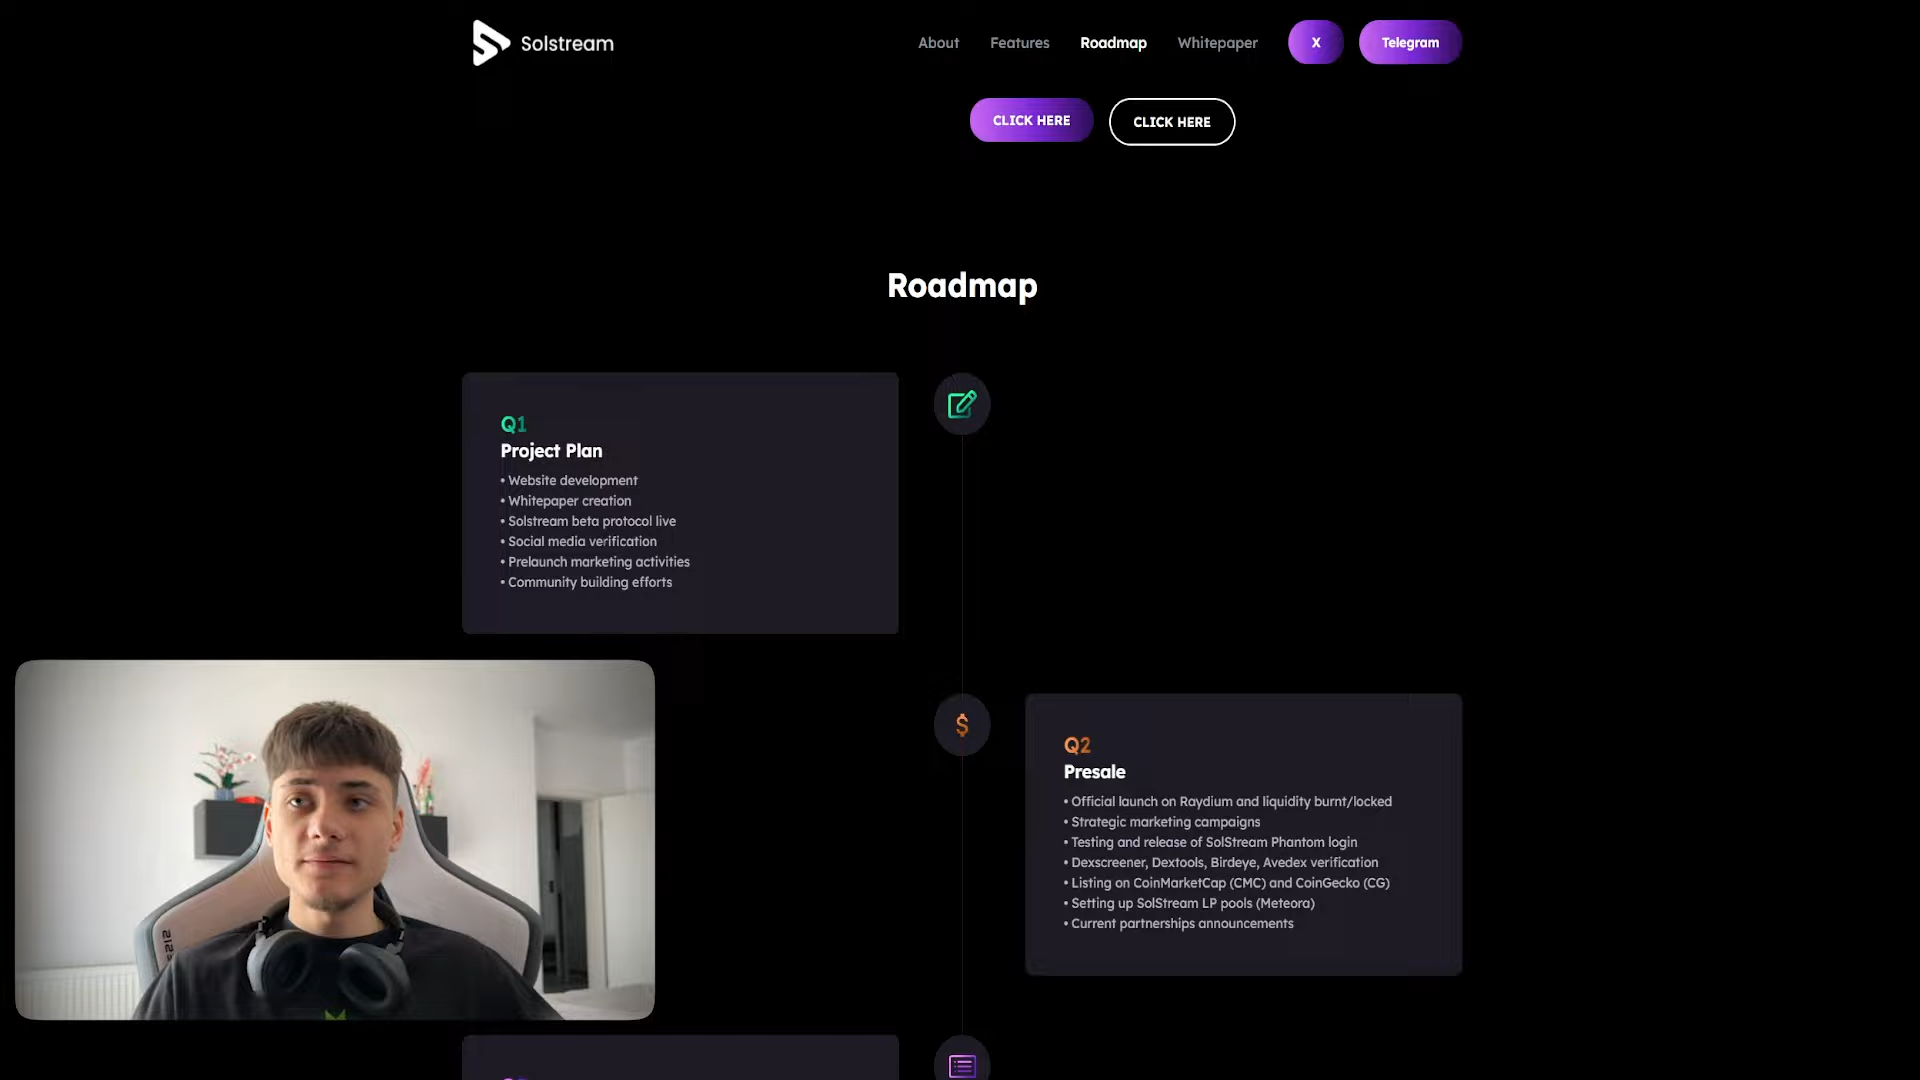 Solstream
About
Features
Roadmap
Whitepaper
X
Telegram
CLICK HERE
CLICK HERE
Roadmap
Q1
Project Plan
• Website development
• Whitepaper creation
• Solstream beta protocol live
• Social media verification
• Prelaunch marketing activities
• Community building efforts
$
Q2
Presale
• Official launch on Raydium and liquidity burnt/locked
• Strategic marketing campaigns
• Testing and release of SolStream Phantom login
• Dexscreener, Dextools, Birdeye, Avedex verification
• Listing on CoinMarketCap (CMC) and CoinGecko (CG)
• Setting up SolStream LP pools (Meteora)
• Current partnerships announcements